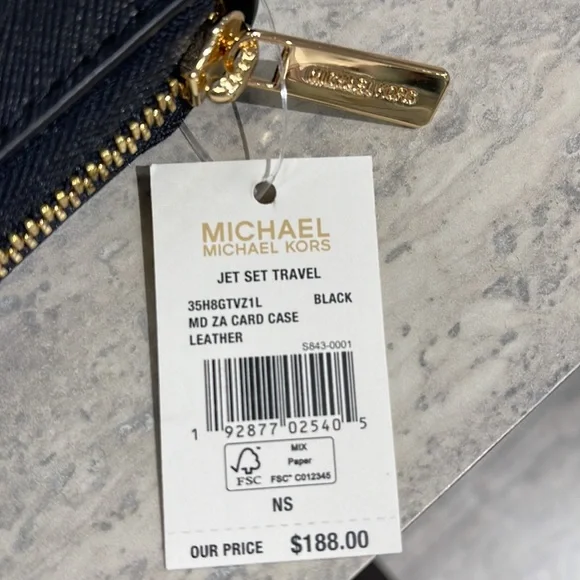 MICHAEL KORS
MICHAEL
MICHAEL KORS
JET SET TRAVEL
35H8GTVZ1L BLACK
MD ZA CARD CASE
LEATHER
S843-0001
1 92877 02540 5
MIX
Paper
FSC
FSC™ C012345
NS
OUR PRICE $188.00